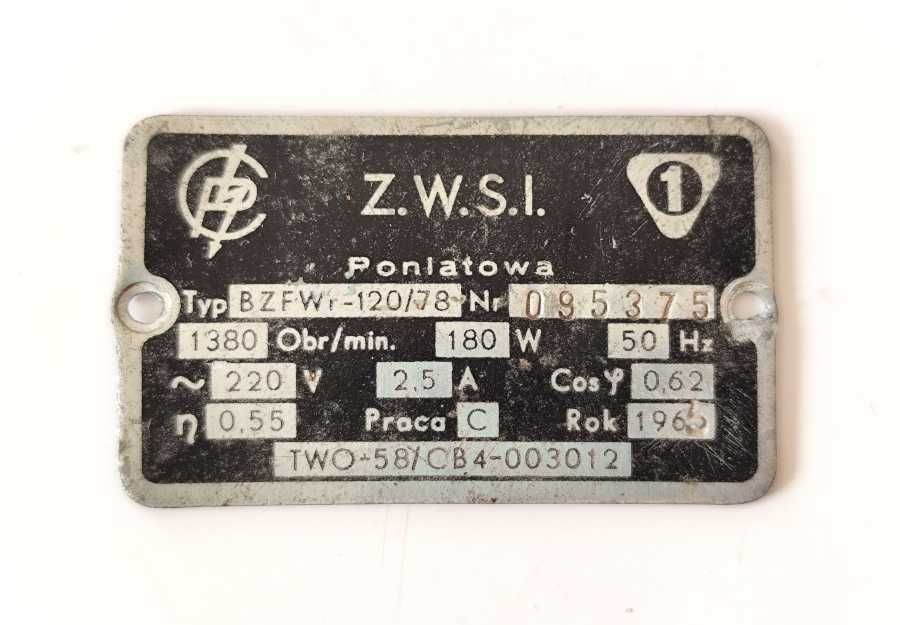 Z.W.S.I. 1
Poniatowa
Typ BZFWr-120/78 Nr 095375
1380 Obr/min. 180 W 50 Hz
~ 220 V 2,5 A Cos φ 0,62
η 0,55 Praca C Rok 1965
TWO-58/CB4-003012